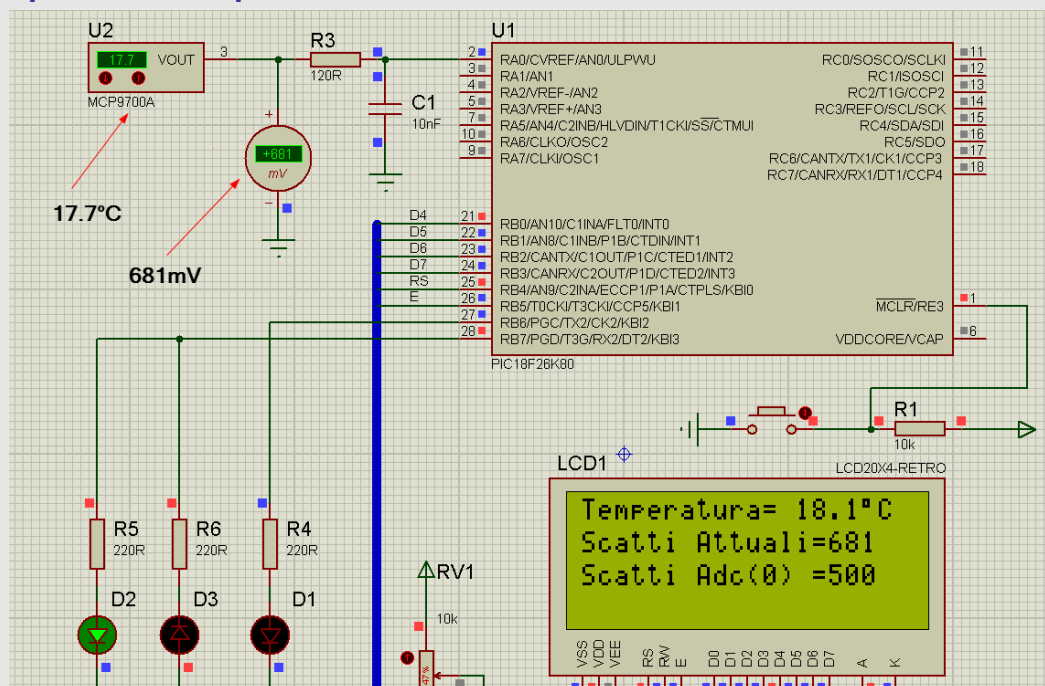 U2
17.7
VOUT
3
MCP9700A
R3
120R
C1
10nF
+681
mV
17.7ºC
681mV
U1
2
3
4
5
7
10
9
RA0/CVREF/AN0/ULPWU
RA1/AN1
RA2/VREF-/AN2
RA3/VREF+/AN3
RA5/AN4/C2INB/HLVDIN/T1CKI/SS/CTMUI
RA6/CLKO/OSC2
RA7/CLKI/OSC1
RC0/SOSCO/SCLKI
RC1/ISOSCI
RC2/T1G/CCP2
RC3/REFO/SCL/SCK
RC4/SDA/SDI
RC5/SDO
RC6/CANTX/TX1/CK1/CCP3
RC7/CANRX/RX1/DT1/CCP4
11
12
13
14
15
16
17
18
D4
D5
D6
D7
RS
E
21
22
23
24
25
26
27
28
RB0/AN10/C1INA/FLT0/INT0
RB1/AN8/C1INB/P1B/CTDIN/INT1
RB2/CANTX/C1OUT/P1C/CTED1/INT2
RB3/CANRX/C2OUT/P1D/CTED2/INT3
RB4/AN9/C2INA/ECCP1/P1A/CTPLS/KBI0
RB5/T0CKI/T3CKI/CCP5/KBI1
RB6/PGC/TX2/CK2/KBI2
RB7/PGD/T3G/RX2/DT2/KBI3
MCLR/RE3
1
VDDCORE/VCAP
6
PIC18F26K80
R1
10k
LCD1
LCD20X4-RETRO
Temperatura= 18.1ºC
Scatti Attuali=681
Scatti Adc(0) =500
VSS
VDD
VEE
RS
RW
E
D0
D1
D2
D3
D4
D5
D6
D7
A
K
R5
220R
R6
220R
R4
220R
D2
D3
D1
RV1
10k
47%